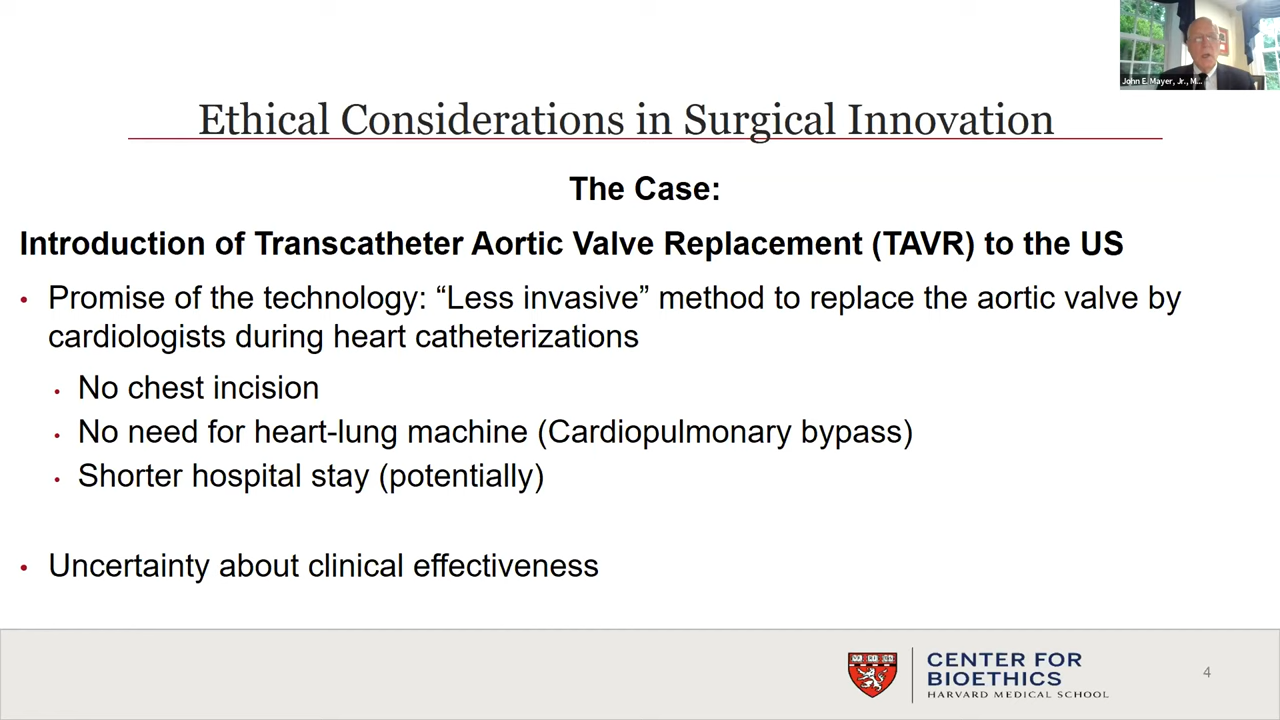 John E. Mayer, Jr., M...
Ethical Considerations in Surgical Innovation
The Case:
Introduction of Transcatheter Aortic Valve Replacement (TAVR) to the US
• Promise of the technology: “Less invasive” method to replace the aortic valve by
cardiologists during heart catheterizations
• No chest incision
• No need for heart-lung machine (Cardiopulmonary bypass)
• Shorter hospital stay (potentially)
• Uncertainty about clinical effectiveness
CENTER FOR
BIOETHICS
HARVARD MEDICAL SCHOOL
4